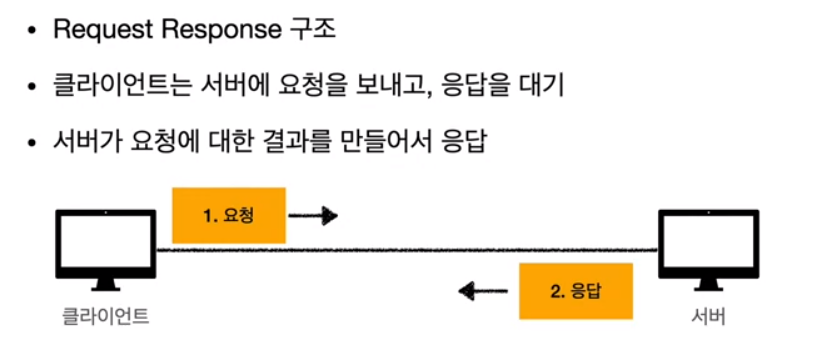 • Request Response 구조
• 클라이언트는 서버에 요청을 보내고, 응답을 대기
• 서버가 요청에 대한 결과를 만들어서 응답
1. 요청
2. 응답
클라이언트
서버